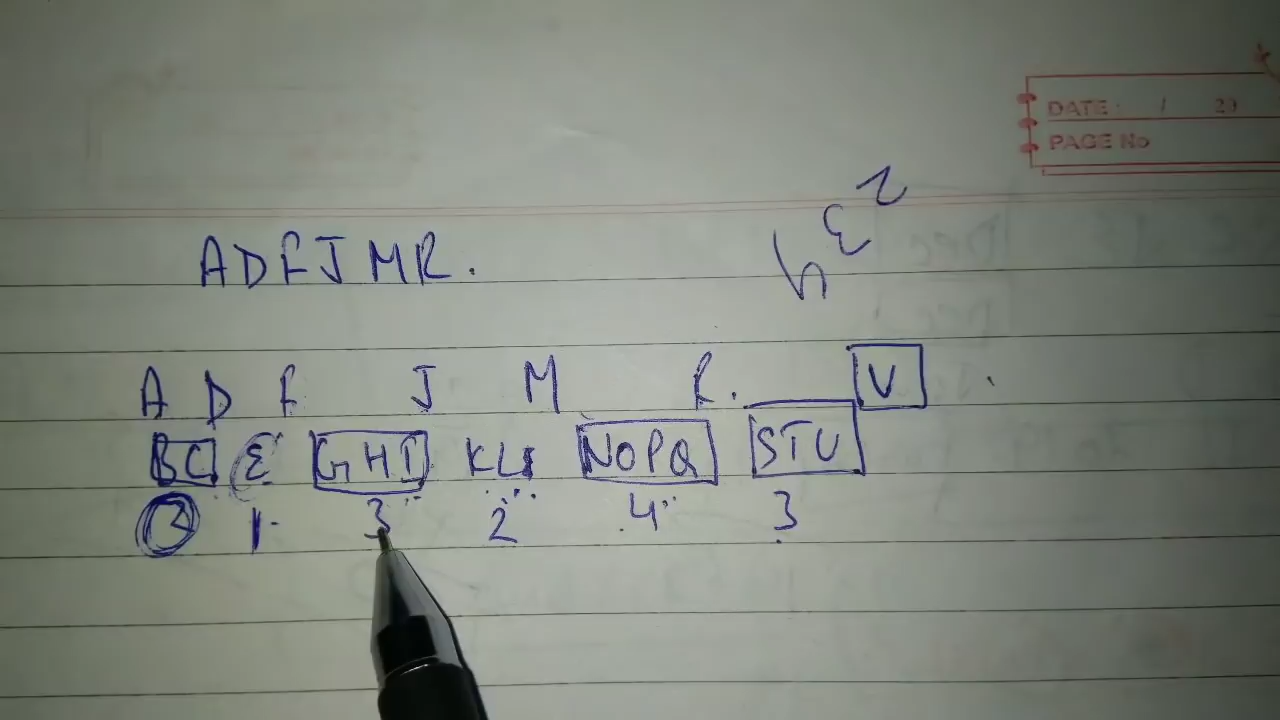 DATE: / 20
PAGE No
ADFJMR.
A D F J M R. V
BC E GHI KL NOPQ STU
2 1 3 2 4 3